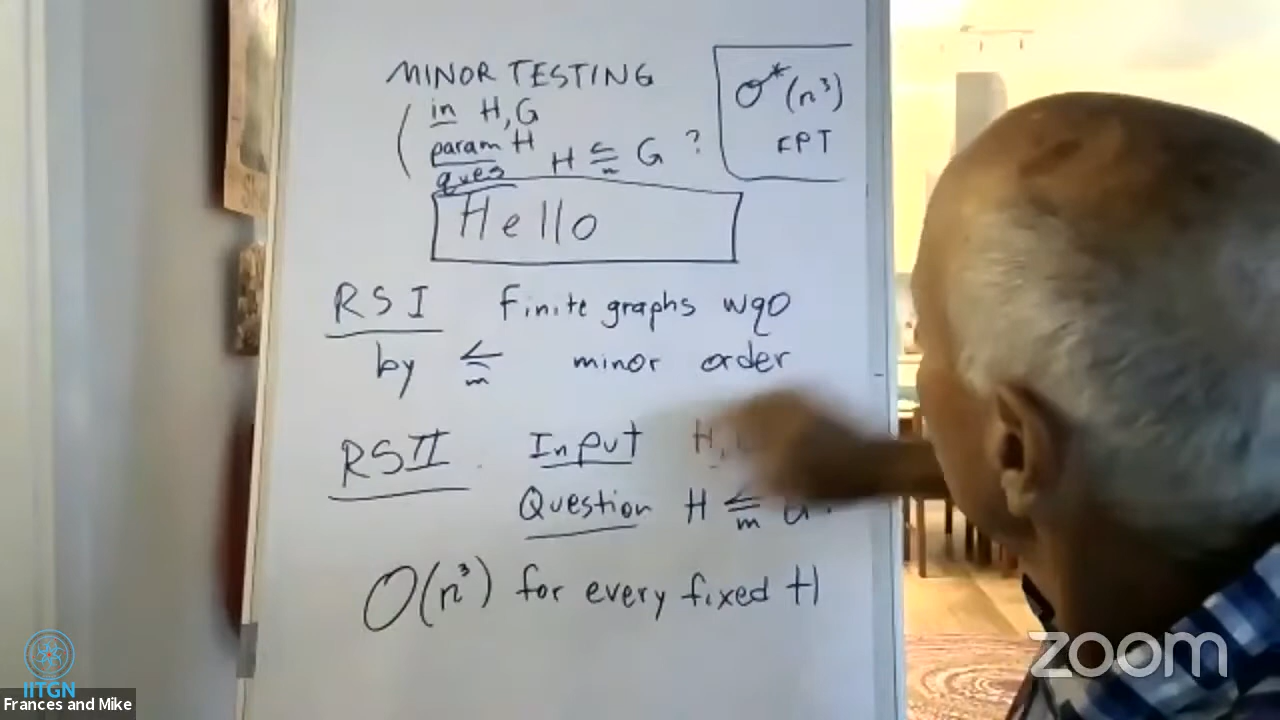 MINOR TESTING
in H, G
param H
ques H ≤m G ?
O*(n³)
FPT
Hello
RS I Finite graphs wqo
by ≤m minor order
RS II Input H,
Question H ≤m G?
O(n³) for every fixed H
zoom
IITGN
Frances and Mike